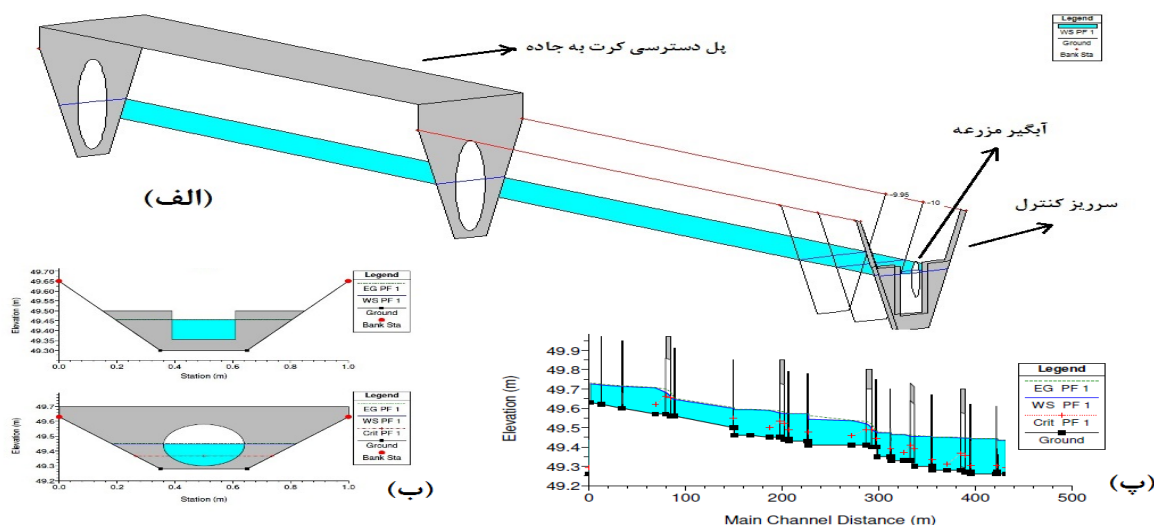 Legend
WS PF 1
Ground
Bank Sta
پل دسترسی کرت به جاده
آبگیر مزرعه
سرریز کنترل
-9.95
-10
(الف)
49.70
49.65
49.60
49.55
49.50
49.45
49.40
49.35
49.30
Elevation (m)
0.0 0.2 0.4 0.6 0.8 1.0
Station (m)
Legend
EG PF 1
WS PF 1
Ground
Bank Sta
49.7
49.6
49.5
49.4
49.3
49.2
Elevation (m)
0.0 0.2 0.4 0.6 0.8 1.0
Station (m)
Legend
EG PF 1
WS PF 1
Crit PF 1
Ground
Bank Sta
(ب)
49.9
49.8
49.7
49.6
49.5
49.4
49.3
49.2
Elevation (m)
0 100 200 300 400 500
Main Channel Distance (m)
Legend
EG PF 1
WS PF 1
Crit PF 1
Ground
(پ)